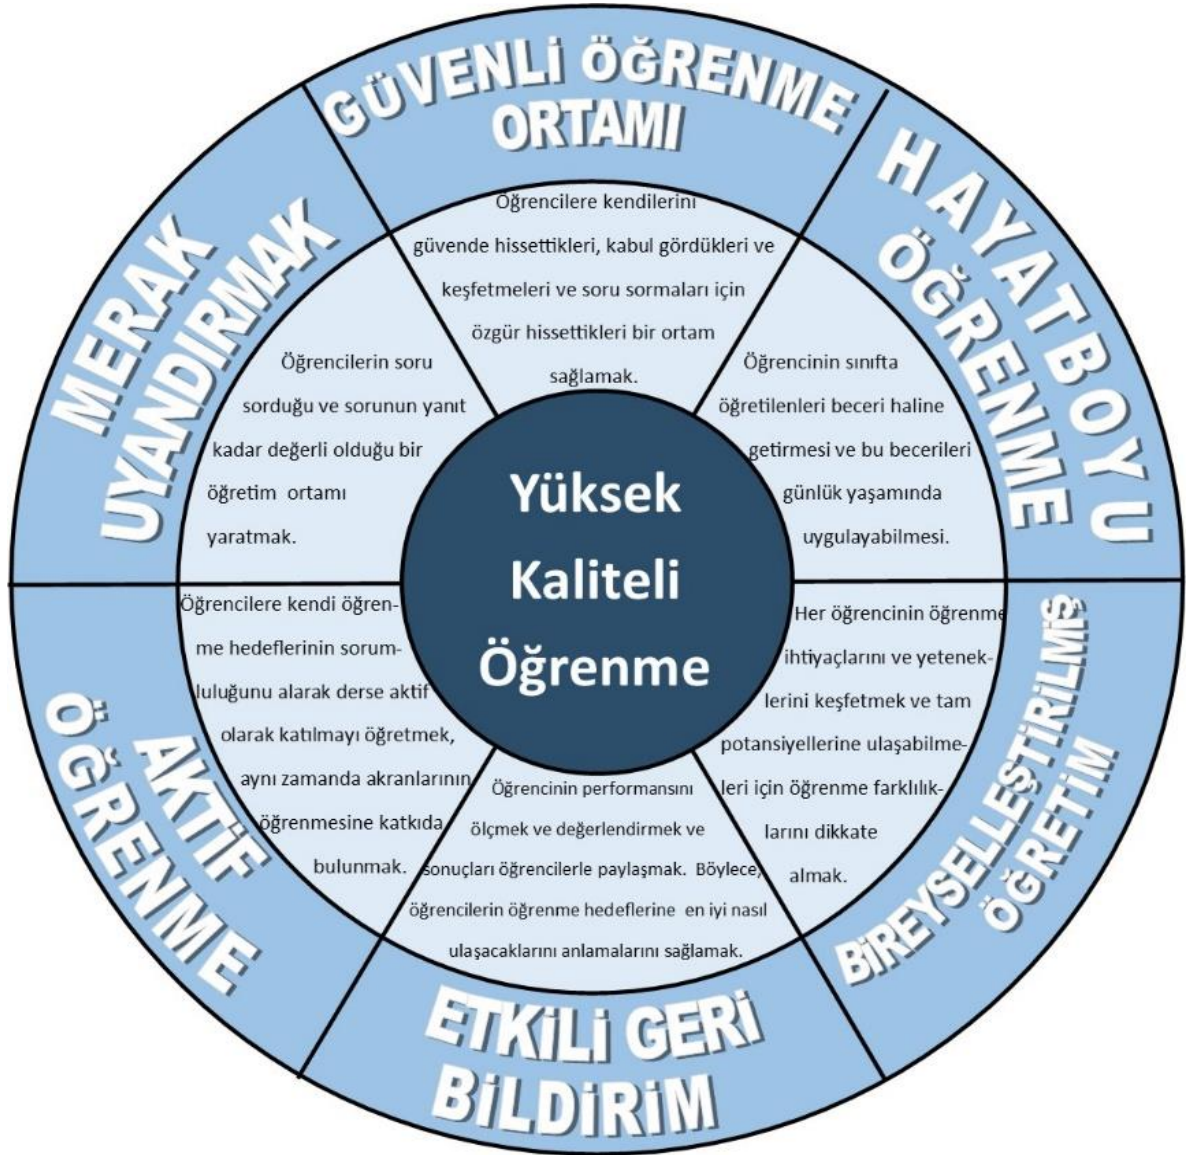 GÜVENLİ ÖĞRENME
ORTAMI
Öğrencilere kendilerini
güvende hissettikleri, kabul gördükleri ve
keşfetmeleri ve soru sormaları için
özgür hissettikleri bir ortam
sağlamak.
HAYATBOYU
ÖĞRENME
Öğrencinin sınıfta
öğretilenleri beceri haline
getirmesi ve bu becerileri
günlük yaşamında
uygulayabilmesi.
BİREYSELLEŞTİRİLMİŞ
ÖĞRETİM
Her öğrencinin öğrenme
ihtiyaçlarını ve yetenek-
lerini keşfetmek ve tam
potansiyellerine ulaşabilme-
leri için öğrenme farklılık-
larını dikkate
almak.
ETKİLİ GERİ
BİLDİRİM
Öğrencinin performansını
ölçmek ve değerlendirmek ve
sonuçları öğrencilerle paylaşmak. Böylece,
öğrencilerin öğrenme hedeflerine en iyi nasıl
ulaşacaklarını anlamalarını sağlamak.
AKTİF
ÖĞRENME
Öğrencilere kendi öğren-
me hedeflerinin sorum-
luluğunu alarak derse aktif
olarak katılmayı öğretmek,
aynı zamanda akranlarının
öğrenmesine katkıda
bulunmak.
MERAK
UYANDIRMAK
Öğrencilerin soru
sorduğu ve sorunun yanıt
kadar değerli olduğu bir
öğretim ortamı
yaratmak.
Yüksek
Kaliteli
Öğrenme